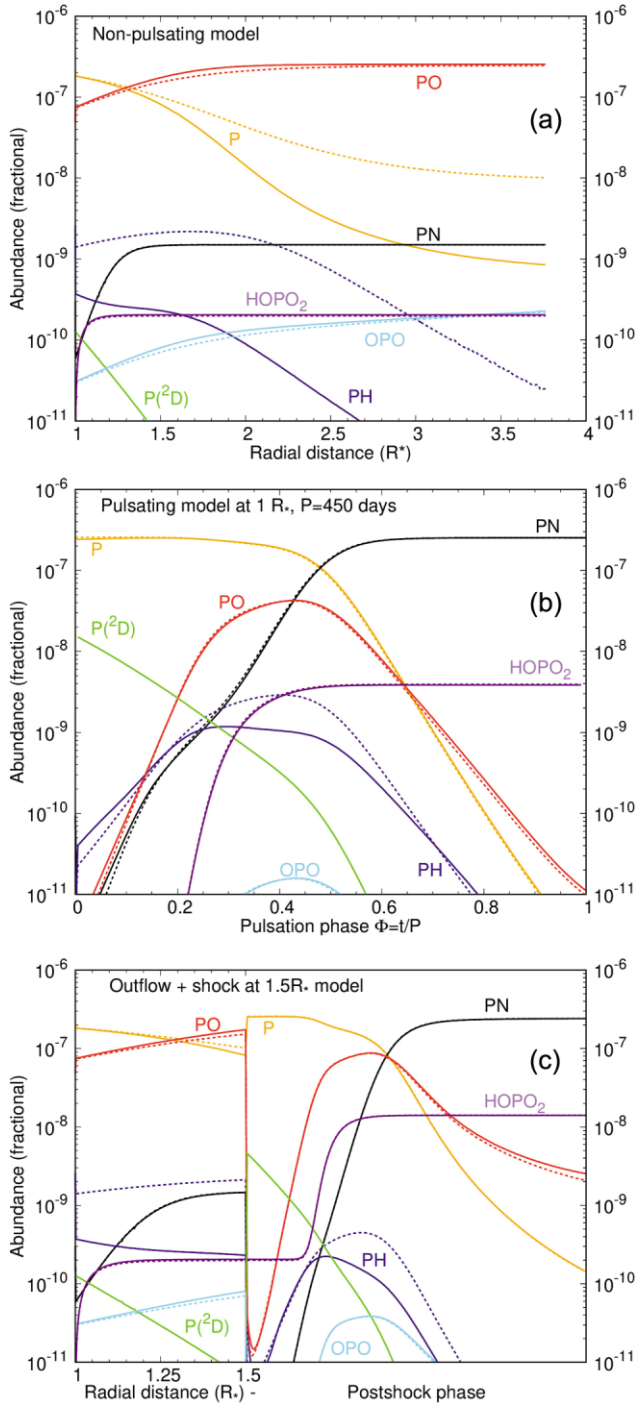 10⁻⁶ Non-pulsating model 10⁻⁶
10⁻⁷ PO 10⁻⁷
P (a)
10⁻⁸ 10⁻⁸
PN
10⁻⁹ 10⁻⁹
HOPO₂
10⁻¹⁰ OPO 10⁻¹⁰
P(²D) PH
10⁻¹¹ 10⁻¹¹
Abundance (fractional)
1 1.5 2 2.5 3 3.5 4
Radial distance (R*)
10⁻⁶ Pulsating model at 1 R*, P=450 days 10⁻⁶
PN
P
10⁻⁷ 10⁻⁷
PO (b)
P(²D)
10⁻⁸ 10⁻⁸
HOPO₂
10⁻⁹ 10⁻⁹
10⁻¹⁰ 10⁻¹⁰
OPO PH
10⁻¹¹ 10⁻¹¹
Abundance (fractional)
0 0.2 0.4 0.6 0.8 1
Pulsation phase Φ=t/P
10⁻⁶ Outflow + shock at 1.5R* model 10⁻⁶
PN
PO P
10⁻⁷ (c) 10⁻⁷
HOPO₂
10⁻⁸ 10⁻⁸
10⁻⁹ 10⁻⁹
PH
10⁻¹⁰ 10⁻¹⁰
P(²D) OPO
10⁻¹¹ 10⁻¹¹
Abundance (fractional)
1 1.25 1.5
Radial distance (R*) - Postshock phase